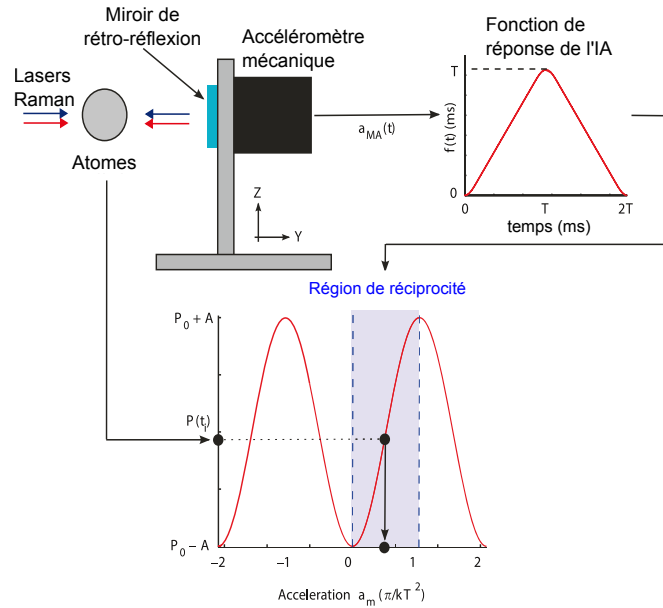 Miroir de
rétro-réflexion
Accéléromètre
mécanique
Fonction de
réponse de l'IA
Lasers
Raman
Atomes
a_MA(t)
Z
Y
T
f(t) (ms)
0
0 T 2T
temps (ms)
Région de réciprocité
P_0 + A
P(t_i)
P_0 − A
−2 −1 0 1 2
Acceleration a_m (π/kT^2)